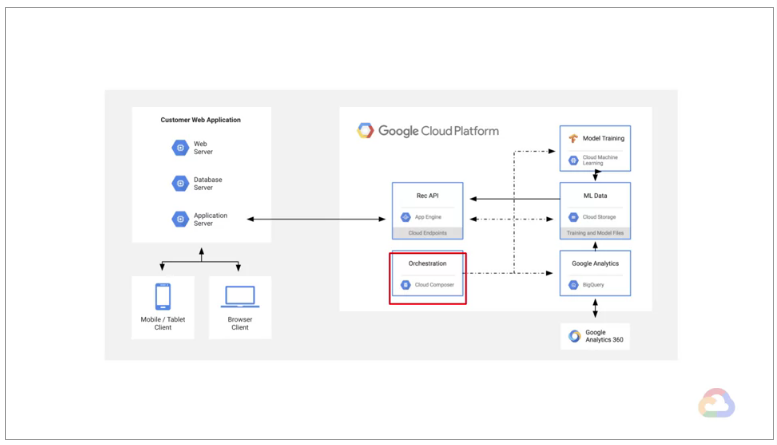 Customer Web Application
Web
Server
Database
Server
Application
Server
Mobile / Tablet
Client
Browser
Client
Google Cloud Platform
Rec API
App Engine
Cloud Endpoints
Orchestration
Cloud Composer
Model Training
Cloud Machine
Learning
ML Data
Cloud Storage
Training and Model Files
Google Analytics
BigQuery
Google
Analytics 360